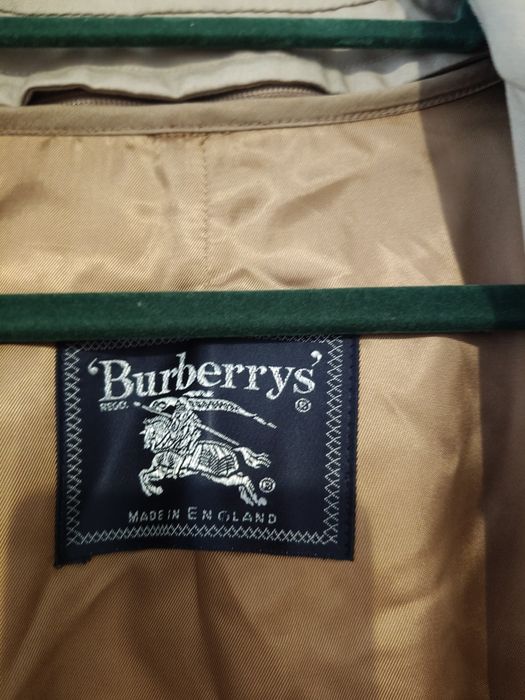 'Burberrys'
REGD. ®
®
MADE IN ENGLAND